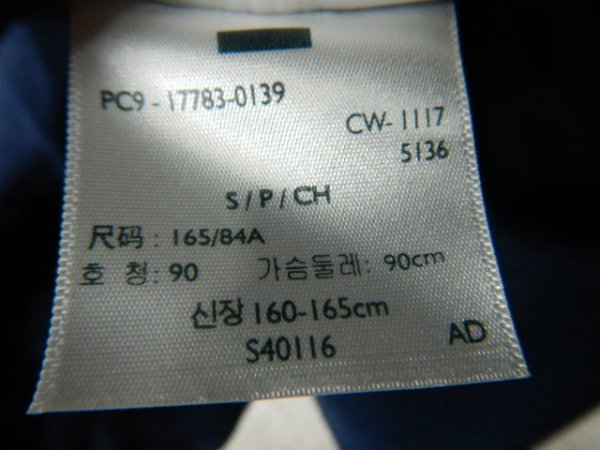 PC9 - 17783-0139
CW- 1117
5136
S / P / CH
尺码 : 165/84A
호 청: 90 가슴둘레: 90cm
신장 160-165cm
S40116 AD